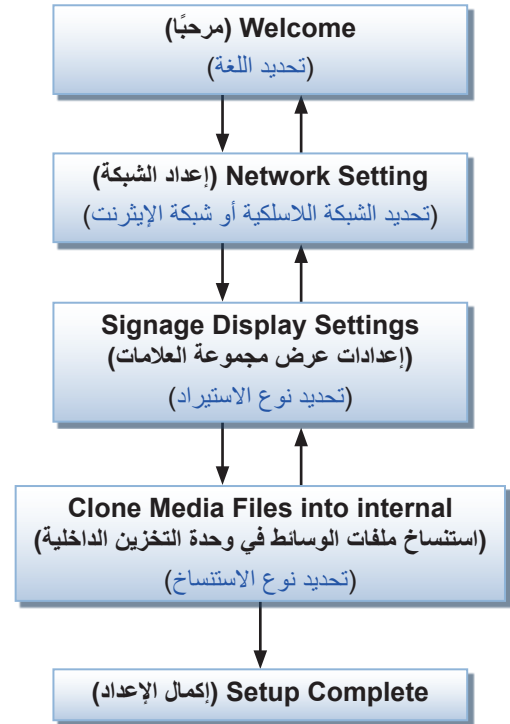 Welcome (مرحبًا)
(تحديد اللغة)
Network Setting (إعداد الشبكة)
(تحديد الشبكة اللاسلكية أو شبكة الإيثرنت)
Signage Display Settings
(إعدادات عرض مجموعة العلامات)
(تحديد نوع الاستيراد)
Clone Media Files into internal
(استنساخ ملفات الوسائط في وحدة التخزين الداخلية)
(تحديد نوع الاستنساخ)
Setup Complete (إكمال الإعداد)